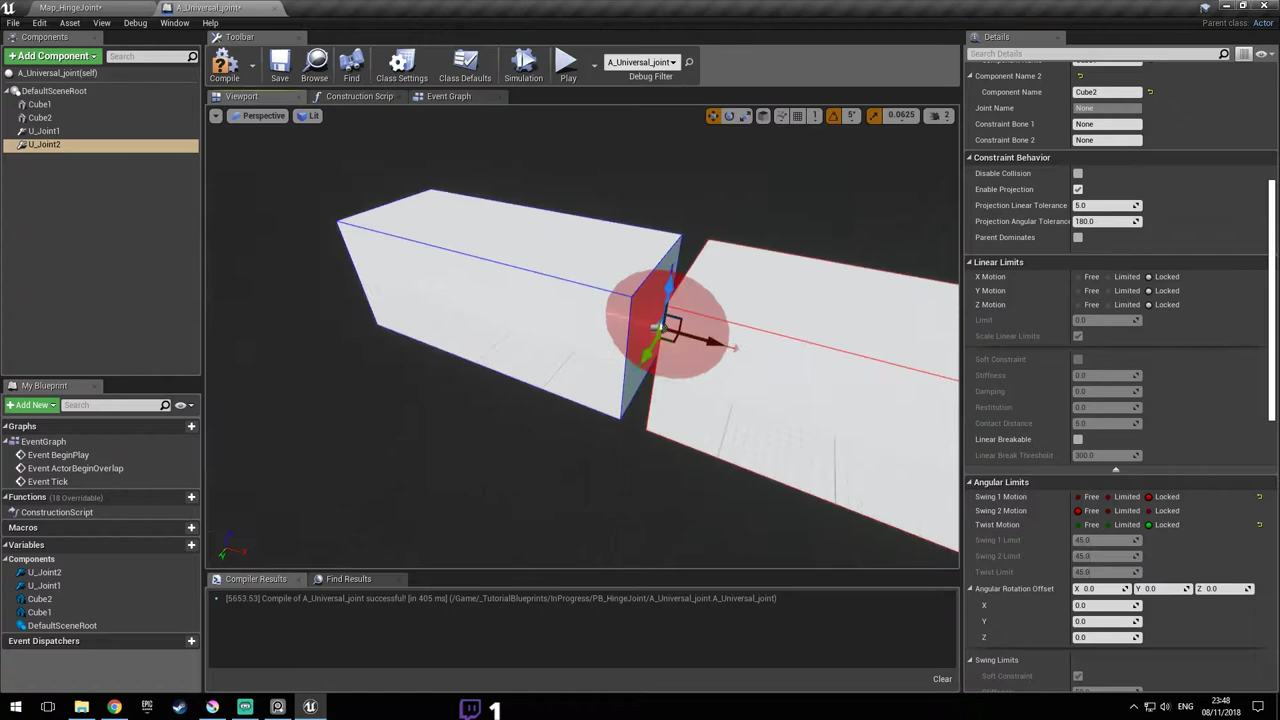 Map_HingeJoint*
A_Universal_joint*
File Edit Asset View Debug Window Help
Parent class: Actor
Components
Toolbar
Details
+Add Component
Search
A_Universal_joint(self)
DefaultSceneRoot
Cube1
Cube2
U_Joint1
U_Joint2
Compile
Save
Browse
Find
Class Settings
Class Defaults
Simulation
Play
A_Universal_joint
Debug Filter
Viewport
Construction Scrip
Event Graph
Perspective
Lit
1
5°
0.0625
2
Search Details
Component Name 2
Component Name Cube2
Joint Name None
Constraint Bone 1 None
Constraint Bone 2 None
Constraint Behavior
Disable Collision
Enable Projection
Projection Linear Tolerance 5.0
Projection Angular Tolerance 180.0
Parent Dominates
Linear Limits
X Motion Free Limited Locked
Y Motion Free Limited Locked
Z Motion Free Limited Locked
Limit 0.0
Scale Linear Limits
Soft Constraint
Stiffness 0.0
Damping 0.0
Restitution 0.0
Contact Distance 5.0
Linear Breakable
Linear Break Threshold 300.0
Angular Limits
Swing 1 Motion Free Limited Locked
Swing 2 Motion Free Limited Locked
Twist Motion Free Limited Locked
Swing 1 Limit 45.0
Swing 2 Limit 45.0
Twist Limit 45.0
Angular Rotation Offset X 0.0 Y 0.0 Z 0.0
X 0.0
Y 0.0
Z 0.0
Swing Limits
Soft Constraint
My Blueprint
+Add New
Search
Graphs
EventGraph
Event BeginPlay
Event ActorBeginOverlap
Event Tick
Functions (18 Overridable)
ConstructionScript
Macros
Variables
Components
U_Joint2
U_Joint1
Cube2
Cube1
DefaultSceneRoot
Event Dispatchers
Compiler Results
Find Results
[5653.53] Compile of A_Universal_joint successful! [in 405 ms] (/Game/_TutorialBlueprints/InProgress/PB_HingeJoint/A_Universal_joint.A_Universal_joint)
Clear
1
ENG
23:48
08/11/2018